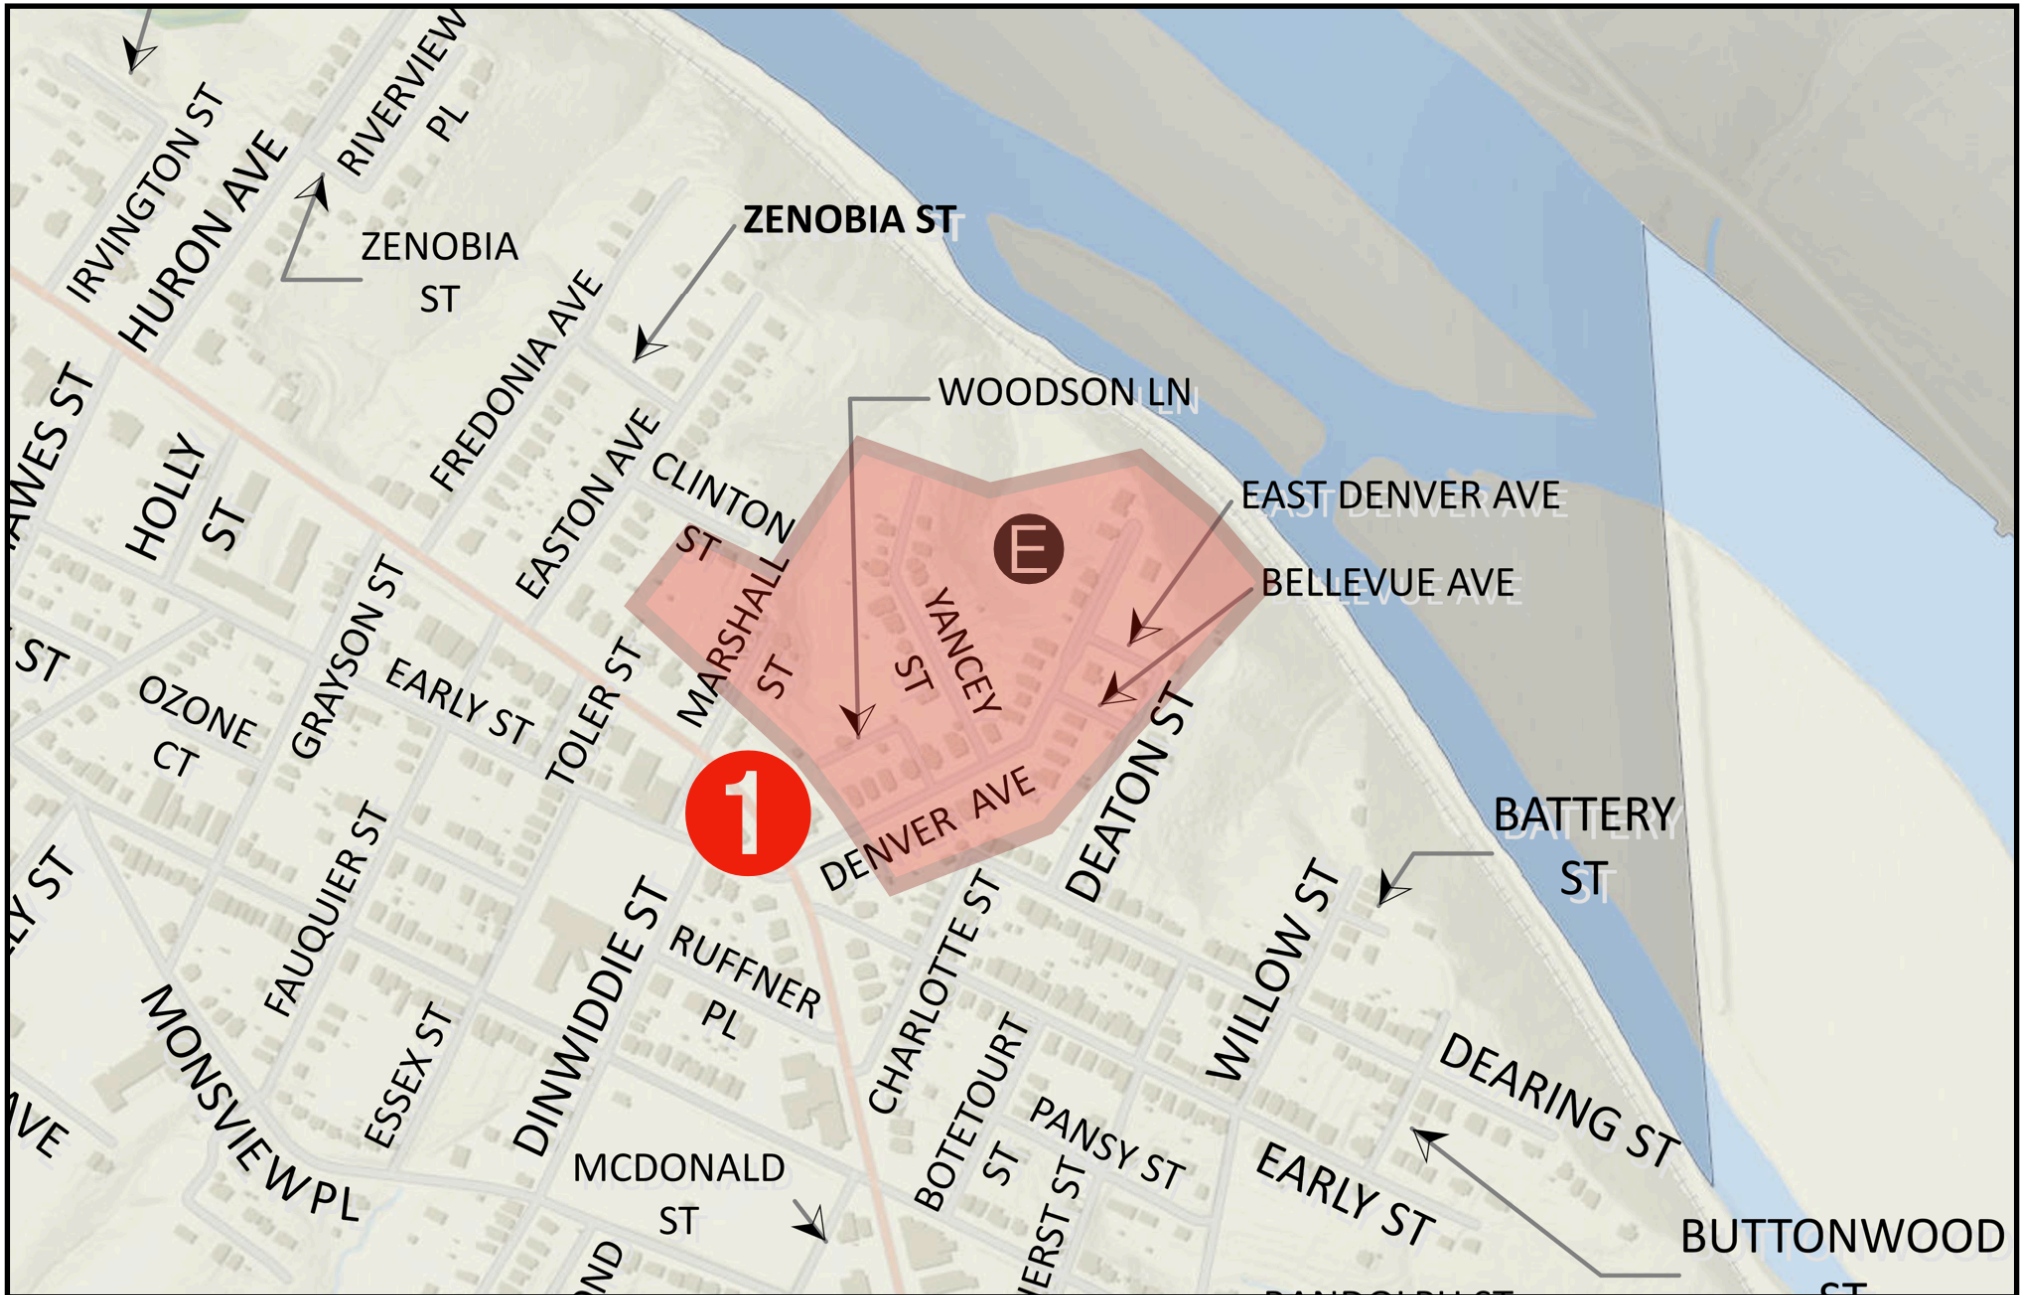 IRVINGTON ST
HURON AVE
RIVERVIEW
PL
ZENOBIA
ST
ZENOBIA ST
HOLLY
ST
FREDONIA AVE
EASTON AVE
CLINTON
ST
WOODSON LN
EAST DENVER AVE
BELLEVUE AVE
E
YANCEY
ST
MARSHALL
ST
1
DENVER AVE
DEATON ST
ST
OZONE
CT
GRAYSON ST
EARLY ST
TOLER ST
FAUQUIER ST
ESSEX ST
DINWIDDIE ST
RUFFNER
PL
CHARLOTTE ST
BOTETOURT
ST
WILLOW ST
BATTERY
ST
MONSVIEW PL
AVE
MCDONALD
ST
PANSY ST
EARLY ST
DEARING ST
BUTTONWOOD
ST